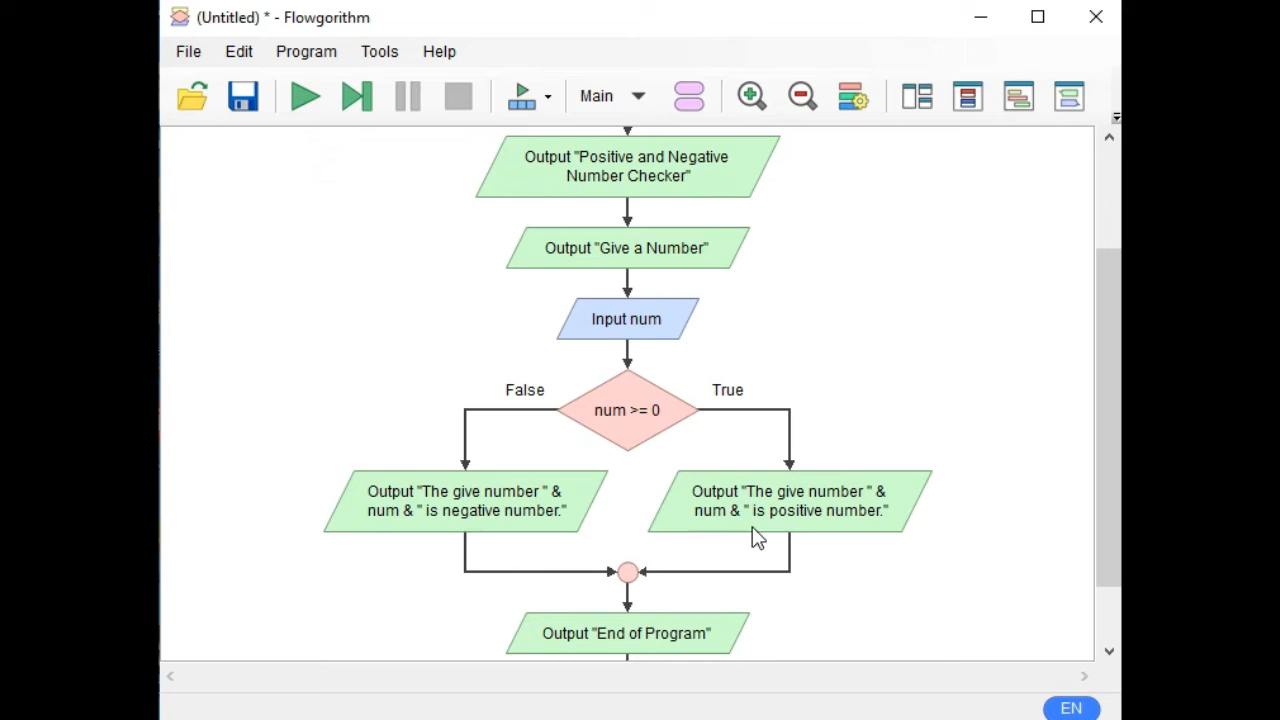 (Untitled) * - Flowgorithm
File Edit Program Tools Help
Main
Output "Positive and Negative
Number Checker"
Output "Give a Number"
Input num
False
True
num >= 0
Output "The give number " &
num & " is negative number."
Output "The give number " &
num & " is positive number."
Output "End of Program"
EN